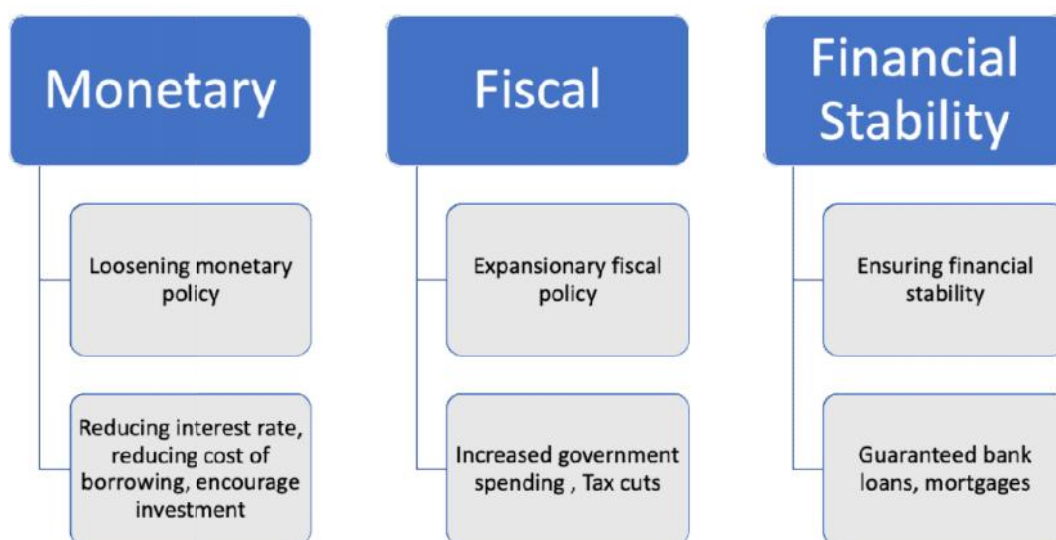 Monetary
Loosening monetary
policy
Reducing interest rate,
reducing cost of
borrowing, encourage
investment
Fiscal
Expansionary fiscal
policy
Increased government
spending , Tax cuts
Financial
Stability
Ensuring financial
stability
Guaranteed bank
loans, mortgages